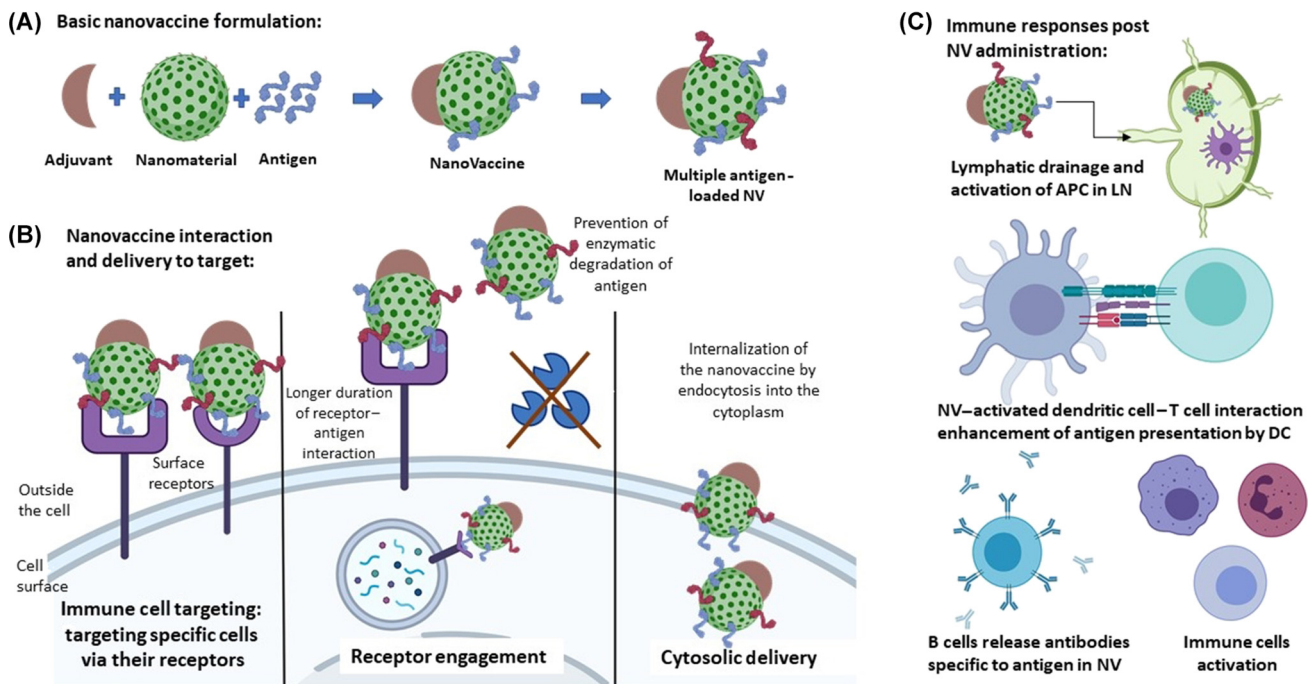 (A) Basic nanovaccine formulation:
Adjuvant
Nanomaterial
Antigen
NanoVaccine
Multiple antigen-
loaded NV
(B) Nanovaccine interaction
and delivery to target:
Outside
the cell
Cell
surface
Surface
receptors
Immune cell targeting:
targeting specific cells
via their receptors
Longer duration
of receptor–
antigen
interaction
Prevention of
enzymatic
degradation of
antigen
Receptor engagement
Internalization of
the nanovaccine by
endocytosis into the
cytoplasm
Cytosolic delivery
(C) Immune responses post
NV administration:
Lymphatic drainage and
activation of APC in LN
NV–activated dendritic cell–T cell interaction
enhancement of antigen presentation by DC
B cells release antibodies
specific to antigen in NV
Immune cells
activation